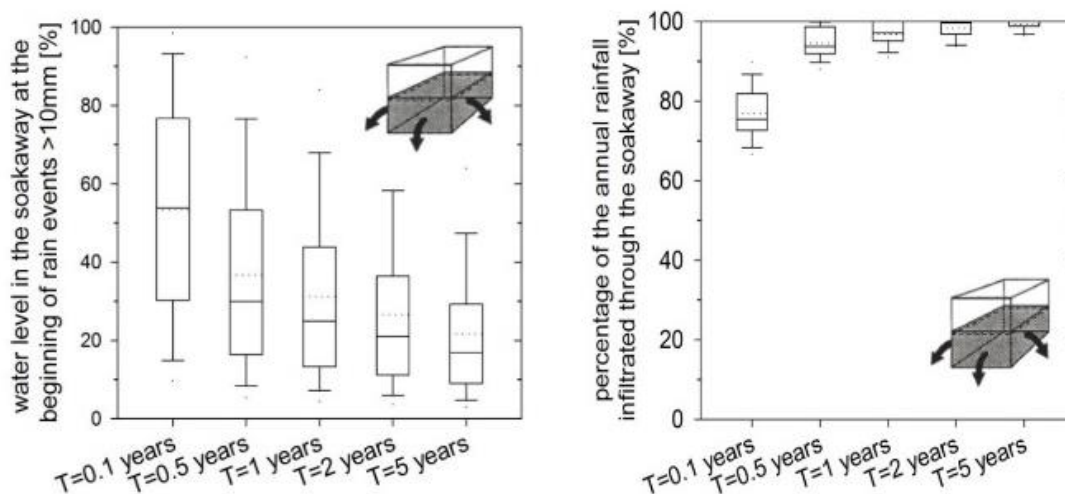 water level in the soakaway at the
beginning of rain events >10mm [%]
100
80
60
40
20
0
T=0.1 years
T=0.5 years
T=1 years
T=2 years
T=5 years
percentage of the annual rainfall
infiltrated through the soakaway [%]
100
80
60
40
20
0
T=0.1 years
T=0.5 years
T=1 years
T=2 years
T=5 years